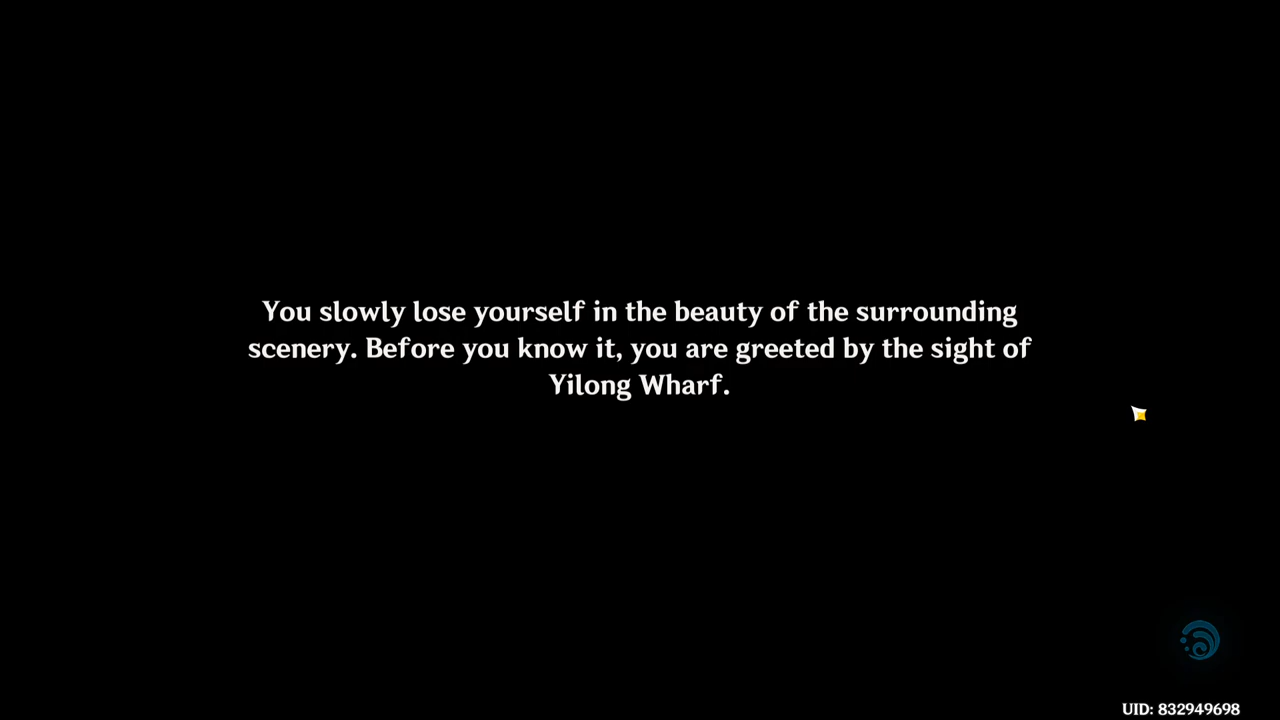 You slowly lose yourself in the beauty of the surrounding
scenery. Before you know it, you are greeted by the sight of
Yilong Wharf.
UID: 832949698